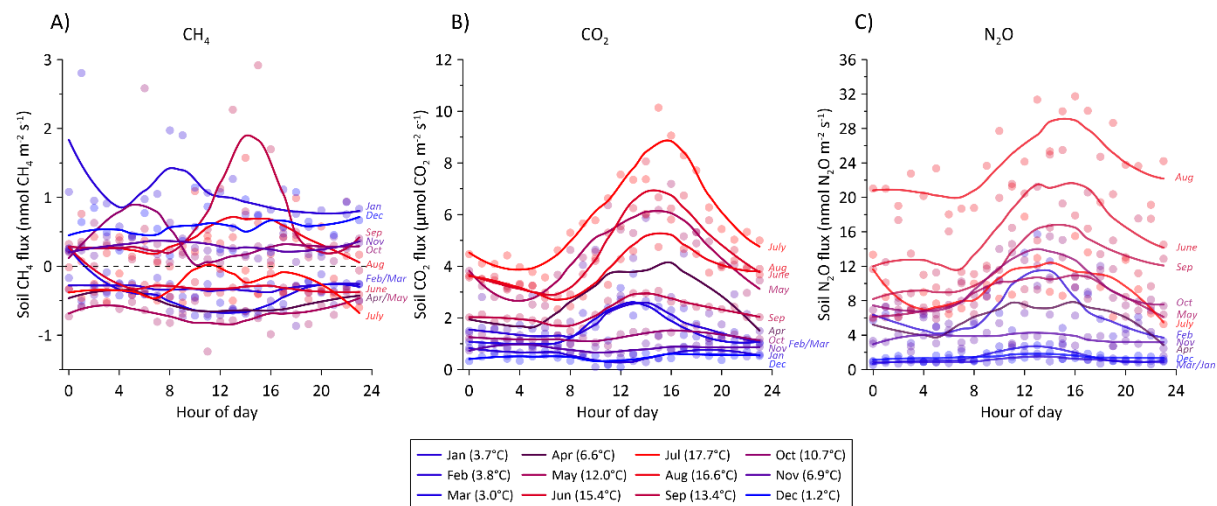 A)
CH4
Soil CH4 flux (nmol CH4 m-2 s-1)
3
2
1
0
-1
0 4 8 12 16 20 24
Hour of day
Jan
Dec
Sep
Nov
Oct
Aug
Feb/Mar
June
Apr/May
July
B)
CO2
Soil CO2 flux (µmol CO2 m-2 s-1)
12
10
8
6
4
2
0
0 4 8 12 16 20 24
Hour of day
July
Aug
June
May
Sep
Apr
Oct
Feb/Mar
Nov
Jan
Dec
C)
N2O
Soil N2O flux (nmol N2O m-2 s-1)
36
32
28
24
20
16
12
8
4
0
0 4 8 12 16 20 24
Hour of day
Aug
June
Sep
Oct
May
July
Feb
Nov
Apr
Dec
Mar/Jan
Jan (3.7°C) Apr (6.6°C) Jul (17.7°C) Oct (10.7°C)
Feb (3.8°C) May (12.0°C) Aug (16.6°C) Nov (6.9°C)
Mar (3.0°C) Jun (15.4°C) Sep (13.4°C) Dec (1.2°C)